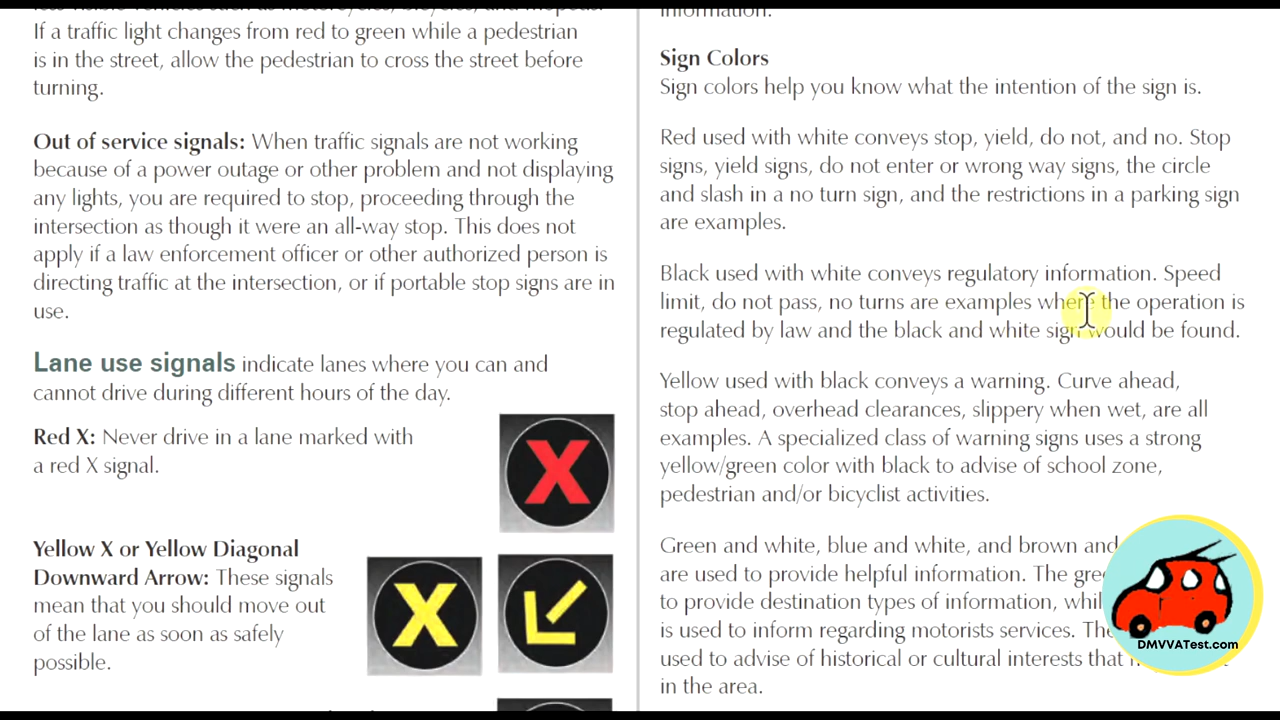 If a traffic light changes from red to green while a pedestrian
is in the street, allow the pedestrian to cross the street before
turning.
Out of service signals: When traffic signals are not working
because of a power outage or other problem and not displaying
any lights, you are required to stop, proceeding through the
intersection as though it were an all-way stop. This does not
apply if a law enforcement officer or other authorized person is
directing traffic at the intersection, or if portable stop signs are in
use.
Lane use signals indicate lanes where you can and
cannot drive during different hours of the day.
Red X: Never drive in a lane marked with
a red X signal.
X
Yellow X or Yellow Diagonal
Downward Arrow: These signals
mean that you should move out
of the lane as soon as safely
possible.
X
information.
Sign Colors
Sign colors help you know what the intention of the sign is.
Red used with white conveys stop, yield, do not, and no. Stop
signs, yield signs, do not enter or wrong way signs, the circle
and slash in a no turn sign, and the restrictions in a parking sign
are examples.
Black used with white conveys regulatory information. Speed
limit, do not pass, no turns are examples where the operation is
regulated by law and the black and white sign would be found.
Yellow used with black conveys a warning. Curve ahead,
stop ahead, overhead clearances, slippery when wet, are all
examples. A specialized class of warning signs uses a strong
yellow/green color with black to advise of school zone,
pedestrian and/or bicyclist activities.
Green and white, blue and white, and brown and
are used to provide helpful information. The
to provide destination types of information,
is used to inform regarding motorists services.
used to advise of historical or cultural interests that
in the area.
DMVVATest.com